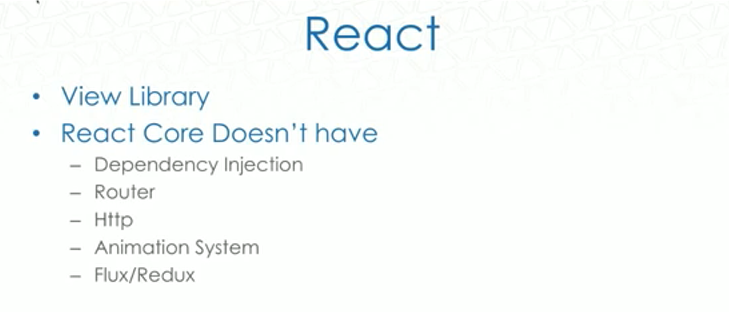 React
• View Library
• React Core Doesn't have
– Dependency Injection
– Router
– Http
– Animation System
– Flux/Redux